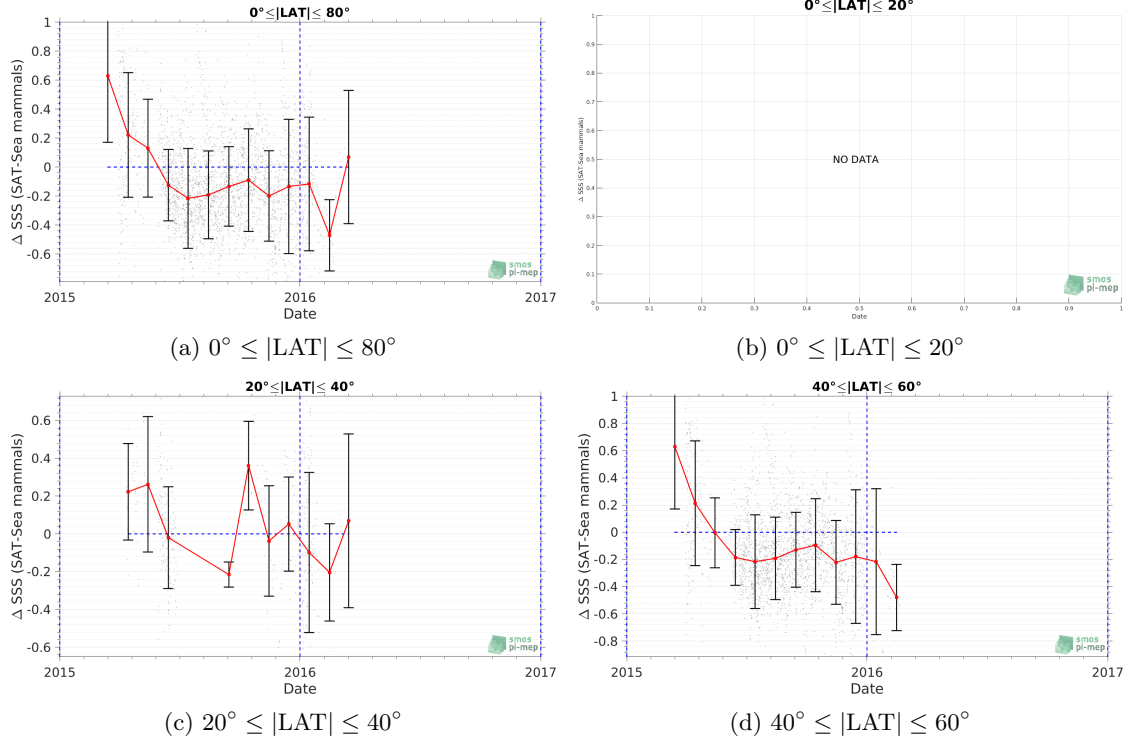 0°≤|LAT|≤ 80°
Δ SSS (SAT-Sea mammals)
1
0.8
0.6
0.4
0.2
0
-0.2
-0.4
-0.6
2015
2016
2017
Date
smos
pi-mep
(a) 0° ≤ |LAT| ≤ 80°
0°≤|LAT|≤ 20°
Δ SSS (SAT-Sea mammals)
1
0.9
0.8
0.7
0.6
0.5
0.4
0.3
0.2
0.1
0
NO DATA
0
0.1
0.2
0.3
0.4
0.5
0.6
0.7
0.8
0.9
1
Date
smos
pi-mep
(b) 0° ≤ |LAT| ≤ 20°
20°≤|LAT|≤ 40°
Δ SSS (SAT-Sea mammals)
0.6
0.4
0.2
0
-0.2
-0.4
-0.6
2015
2016
2017
Date
smos
pi-mep
(c) 20° ≤ |LAT| ≤ 40°
40°≤|LAT|≤ 60°
Δ SSS (SAT-Sea mammals)
1
0.8
0.6
0.4
0.2
0
-0.2
-0.4
-0.6
-0.8
2015
2016
2017
Date
smos
pi-mep
(d) 40° ≤ |LAT| ≤ 60°